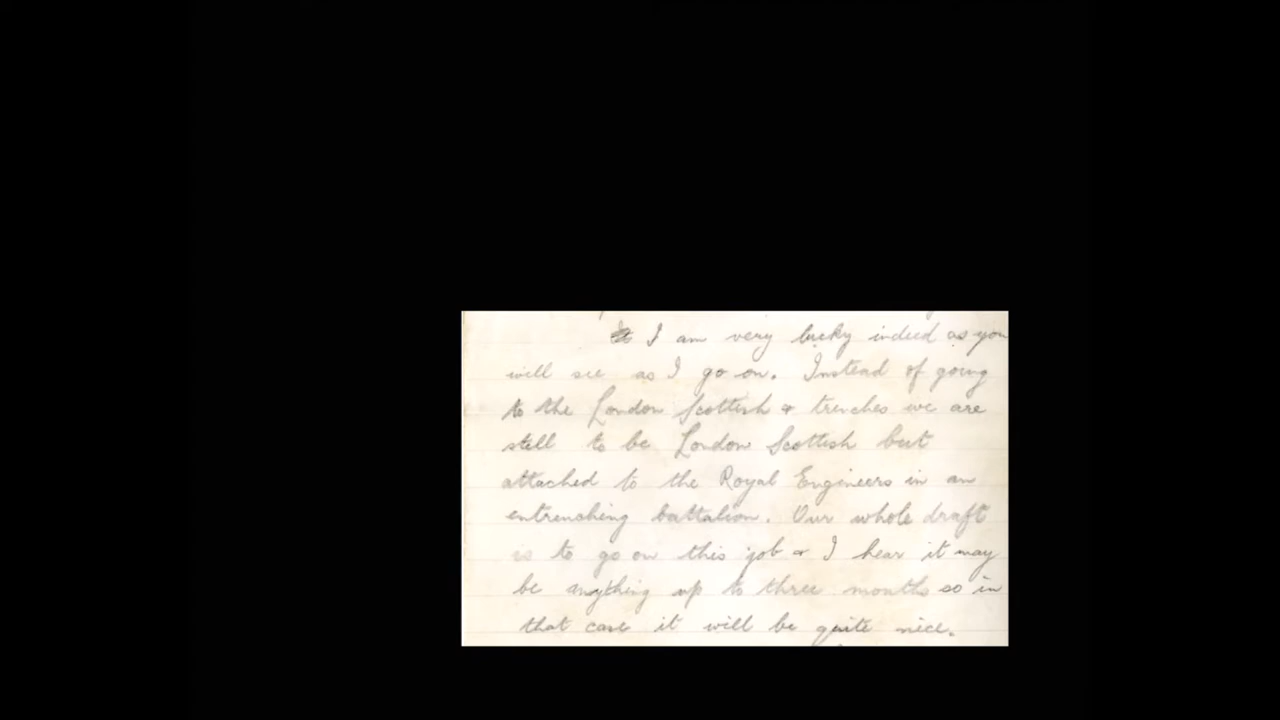 I am very lucky indeed as you
will see as I go on. Instead of going
to the London Scottish & trenches we are
still to be London Scottish but
attached to the Royal Engineers in an
entrenching battalion. Our whole draft
is to go on this job & I hear it may
be anything up to three months so in
that case it will be quite nice.